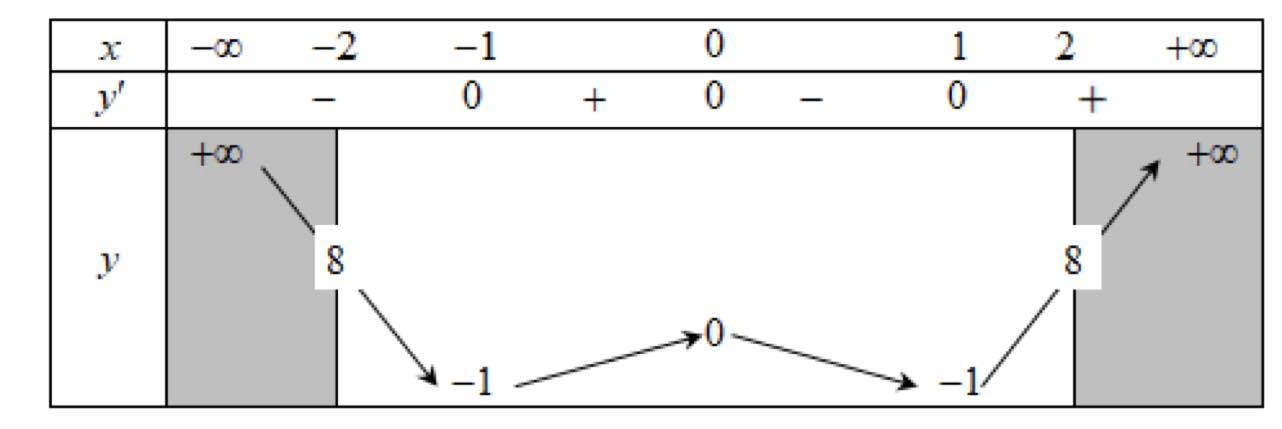 x −∞ −2 −1 0 1 2 +∞
y' − 0 + 0 − 0 +
+∞ +∞
y 8 8
0
−1 −1